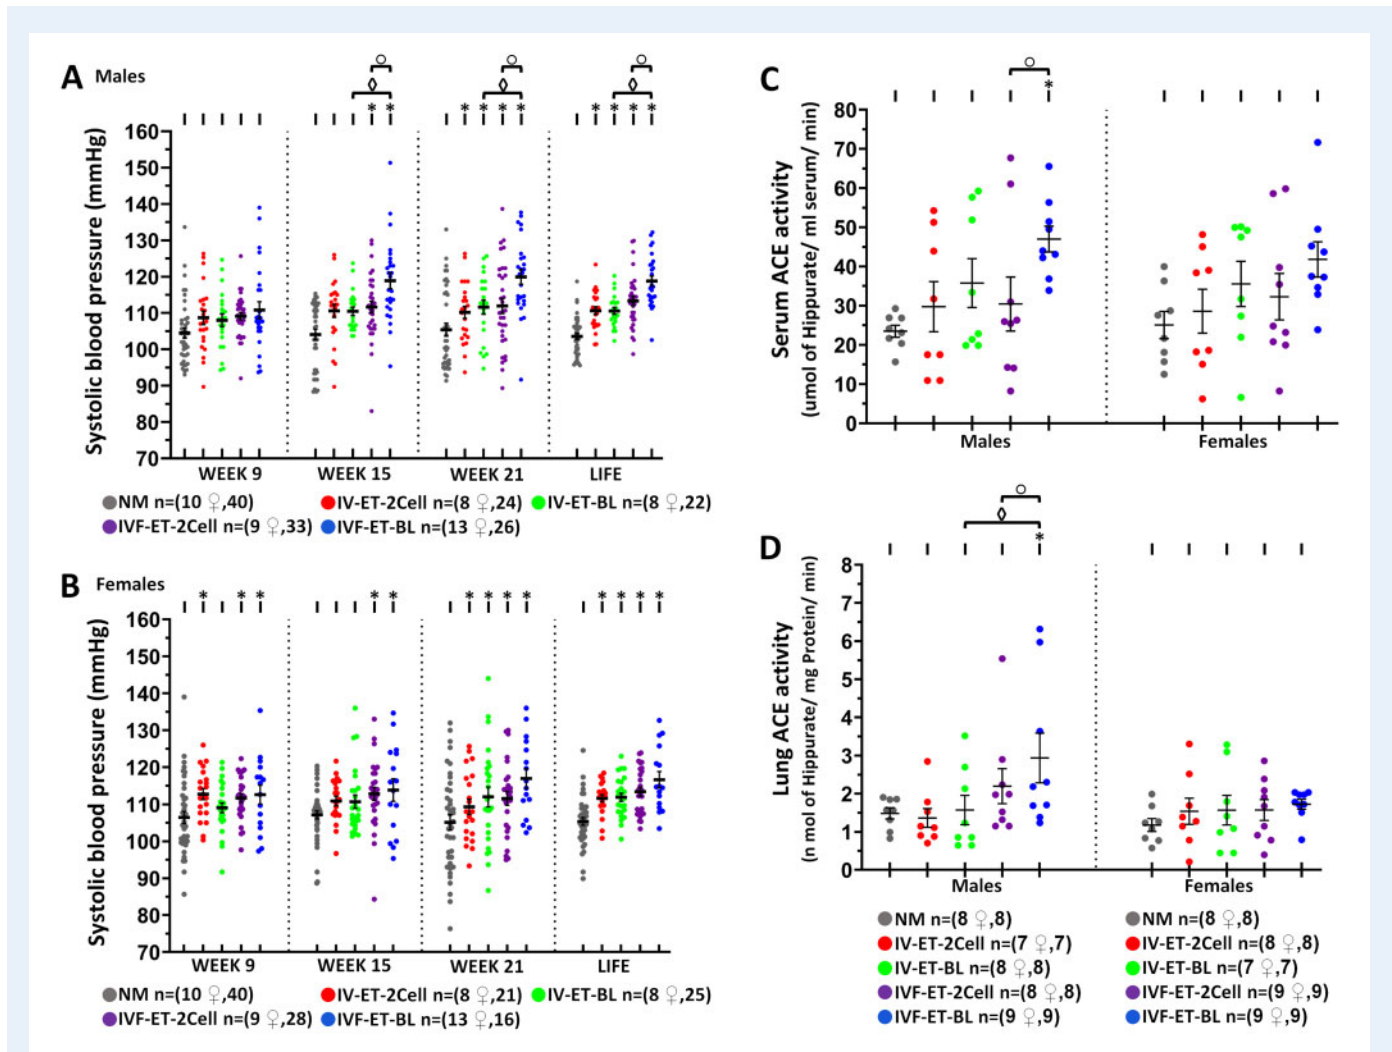 A Males
Systolic blood pressure (mmHg)
160
150
140
130
120
110
100
90
80
70
WEEK 9 WEEK 15 WEEK 21 LIFE
NM n=(10 ♀,40) IV-ET-2Cell n=(8 ♀,24) IV-ET-BL n=(8 ♀,22)
IVF-ET-2Cell n=(9 ♀,33) IVF-ET-BL n=(13 ♀,26)
B Females
Systolic blood pressure (mmHg)
160
150
140
130
120
110
100
90
80
70
WEEK 9 WEEK 15 WEEK 21 LIFE
NM n=(10 ♀,40) IV-ET-2Cell n=(8 ♀,21) IV-ET-BL n=(8 ♀,25)
IVF-ET-2Cell n=(9 ♀,28) IVF-ET-BL n=(13 ♀,16)
C
Serum ACE activity
(umol of Hippurate/ ml serum/ min)
80
70
60
50
40
30
20
10
0
Males Females
D
Lung ACE activity
(n mol of Hippurate/ mg Protein/ min)
8
7
6
5
4
3
2
1
0
Males Females
NM n=(8 ♀,8) NM n=(8 ♀,8)
IV-ET-2Cell n=(7 ♀,7) IV-ET-2Cell n=(8 ♀,8)
IV-ET-BL n=(8 ♀,8) IV-ET-BL n=(7 ♀,7)
IVF-ET-2Cell n=(8 ♀,8) IVF-ET-2Cell n=(9 ♀,9)
IVF-ET-BL n=(9 ♀,9) IVF-ET-BL n=(9 ♀,9)